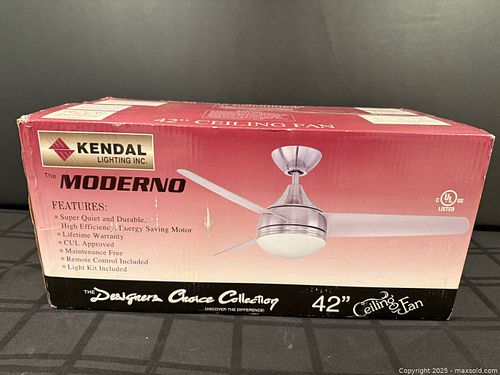 42" CEILING FAN
KENDAL
LIGHTING INC.
The MODERNO
FEATURES:
• Super Quiet and Durable,
High Efficiency, Energy Saving Motor
• Lifetime Warranty
• CUL Approved
• Maintenance Free
• Remote Control Included
• Light Kit Included
C UL US
LISTED
THE Designers Choice Collection
DISCOVER THE DIFFERENCE!
42" Ceiling Fan
Copyright 2025 - maxsold.com